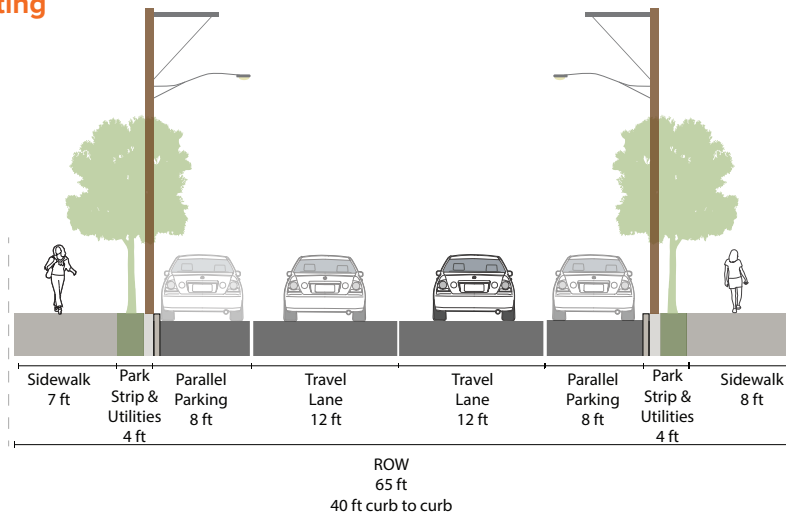 ting
Sidewalk
7 ft
Park
Strip &
Utilities
4 ft
Parallel
Parking
8 ft
Travel
Lane
12 ft
Travel
Lane
12 ft
Parallel
Parking
8 ft
Park
Strip &
Utilities
4 ft
Sidewalk
8 ft
ROW
65 ft
40 ft curb to curb